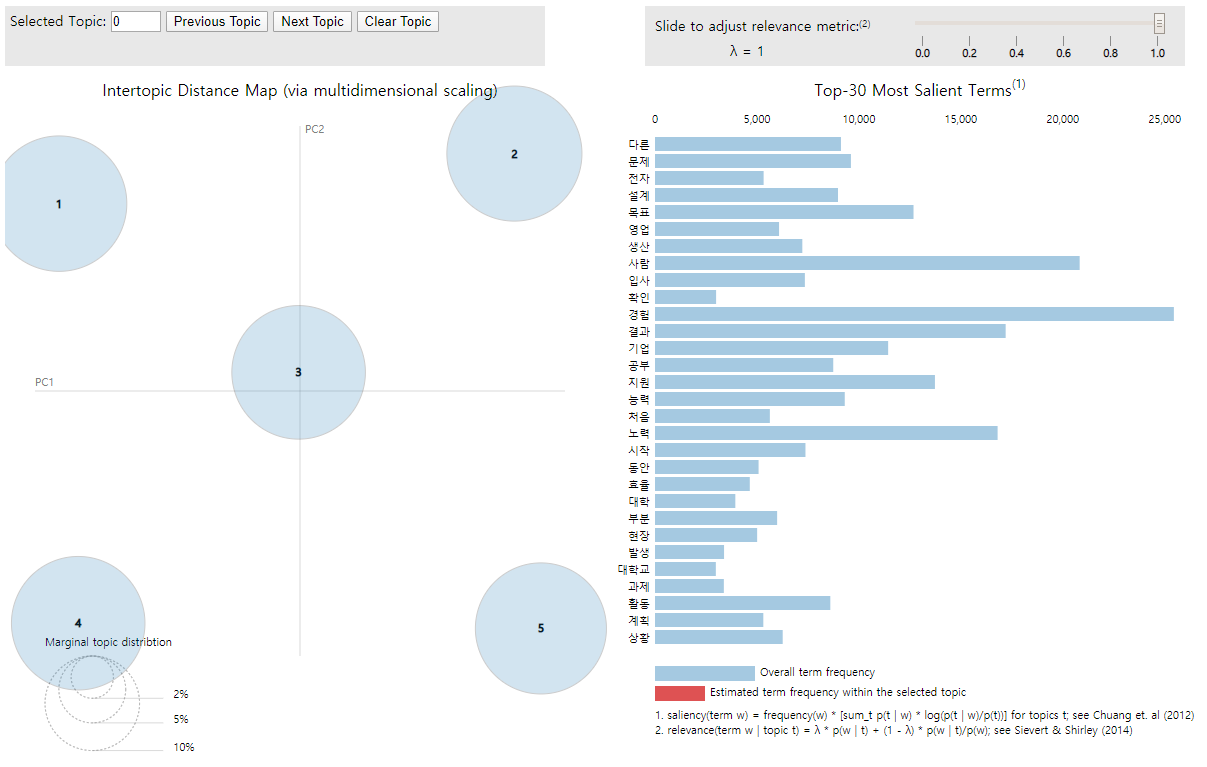 Selected Topic: 0 Previous Topic Next Topic Clear Topic
Slide to adjust relevance metric:(2)
λ = 1
0.0 0.2 0.4 0.6 0.8 1.0
Intertopic Distance Map (via multidimensional scaling)
PC2
PC1
1
2
3
4
5
Marginal topic distribtion
2%
5%
10%
Top-30 Most Salient Terms(1)
0 5,000 10,000 15,000 20,000 25,000
다른
문제
전자
설계
목표
영업
생산
사람
입사
확인
경험
결과
기업
공부
지원
능력
처음
노력
시작
동안
효율
대학
부분
현장
발생
대학교
과제
활동
계획
상황
Overall term frequency
Estimated term frequency within the selected topic
1. saliency(term w) = frequency(w) * [sum_t p(t | w) * log(p(t | w)/p(t))] for topics t; see Chuang et. al (2012)
2. relevance(term w | topic t) = λ * p(w | t) + (1 - λ) * p(w | t)/p(w); see Sievert & Shirley (2014)